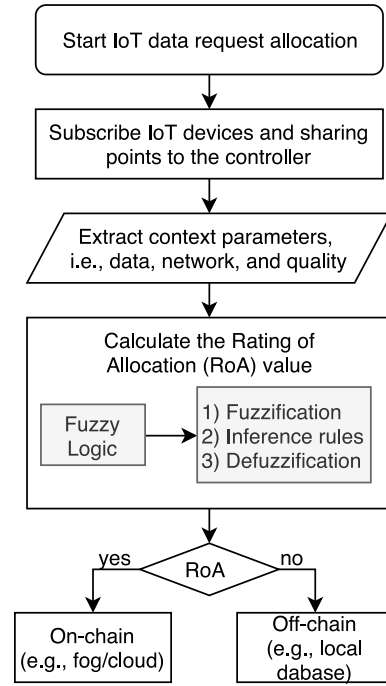 Start IoT data request allocation
Subscribe IoT devices and sharing
points to the controller
Extract context parameters,
i.e., data, network, and quality
Calculate the Rating of
Allocation (RoA) value
Fuzzy
Logic
1) Fuzzification
2) Inference rules
3) Defuzzification
yes
RoA
no
On-chain
(e.g., fog/cloud)
Off-chain
(e.g., local
dabase)